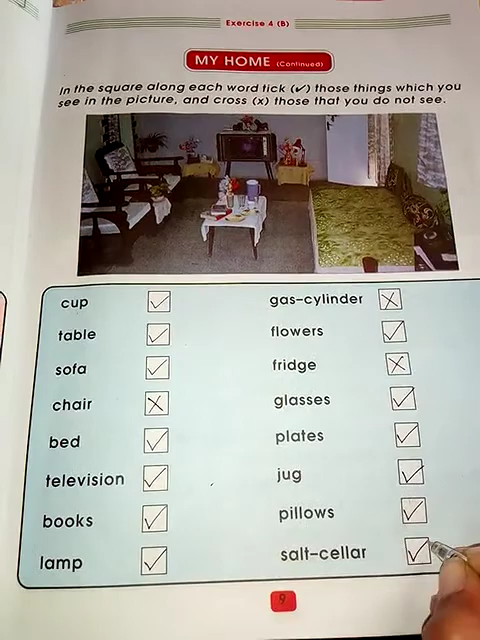 Exercise 4 (B)
MY HOME (Continued)
In the square along each word tick (✓) those things which you
see in the picture, and cross (x) those that you do not see.
cup ✓ gas-cylinder x
table ✓ flowers ✓
sofa ✓ fridge x
chair x glasses ✓
bed ✓ plates ✓
television ✓ jug ✓
books ✓ pillows ✓
lamp ✓ salt-cellar ✓
9